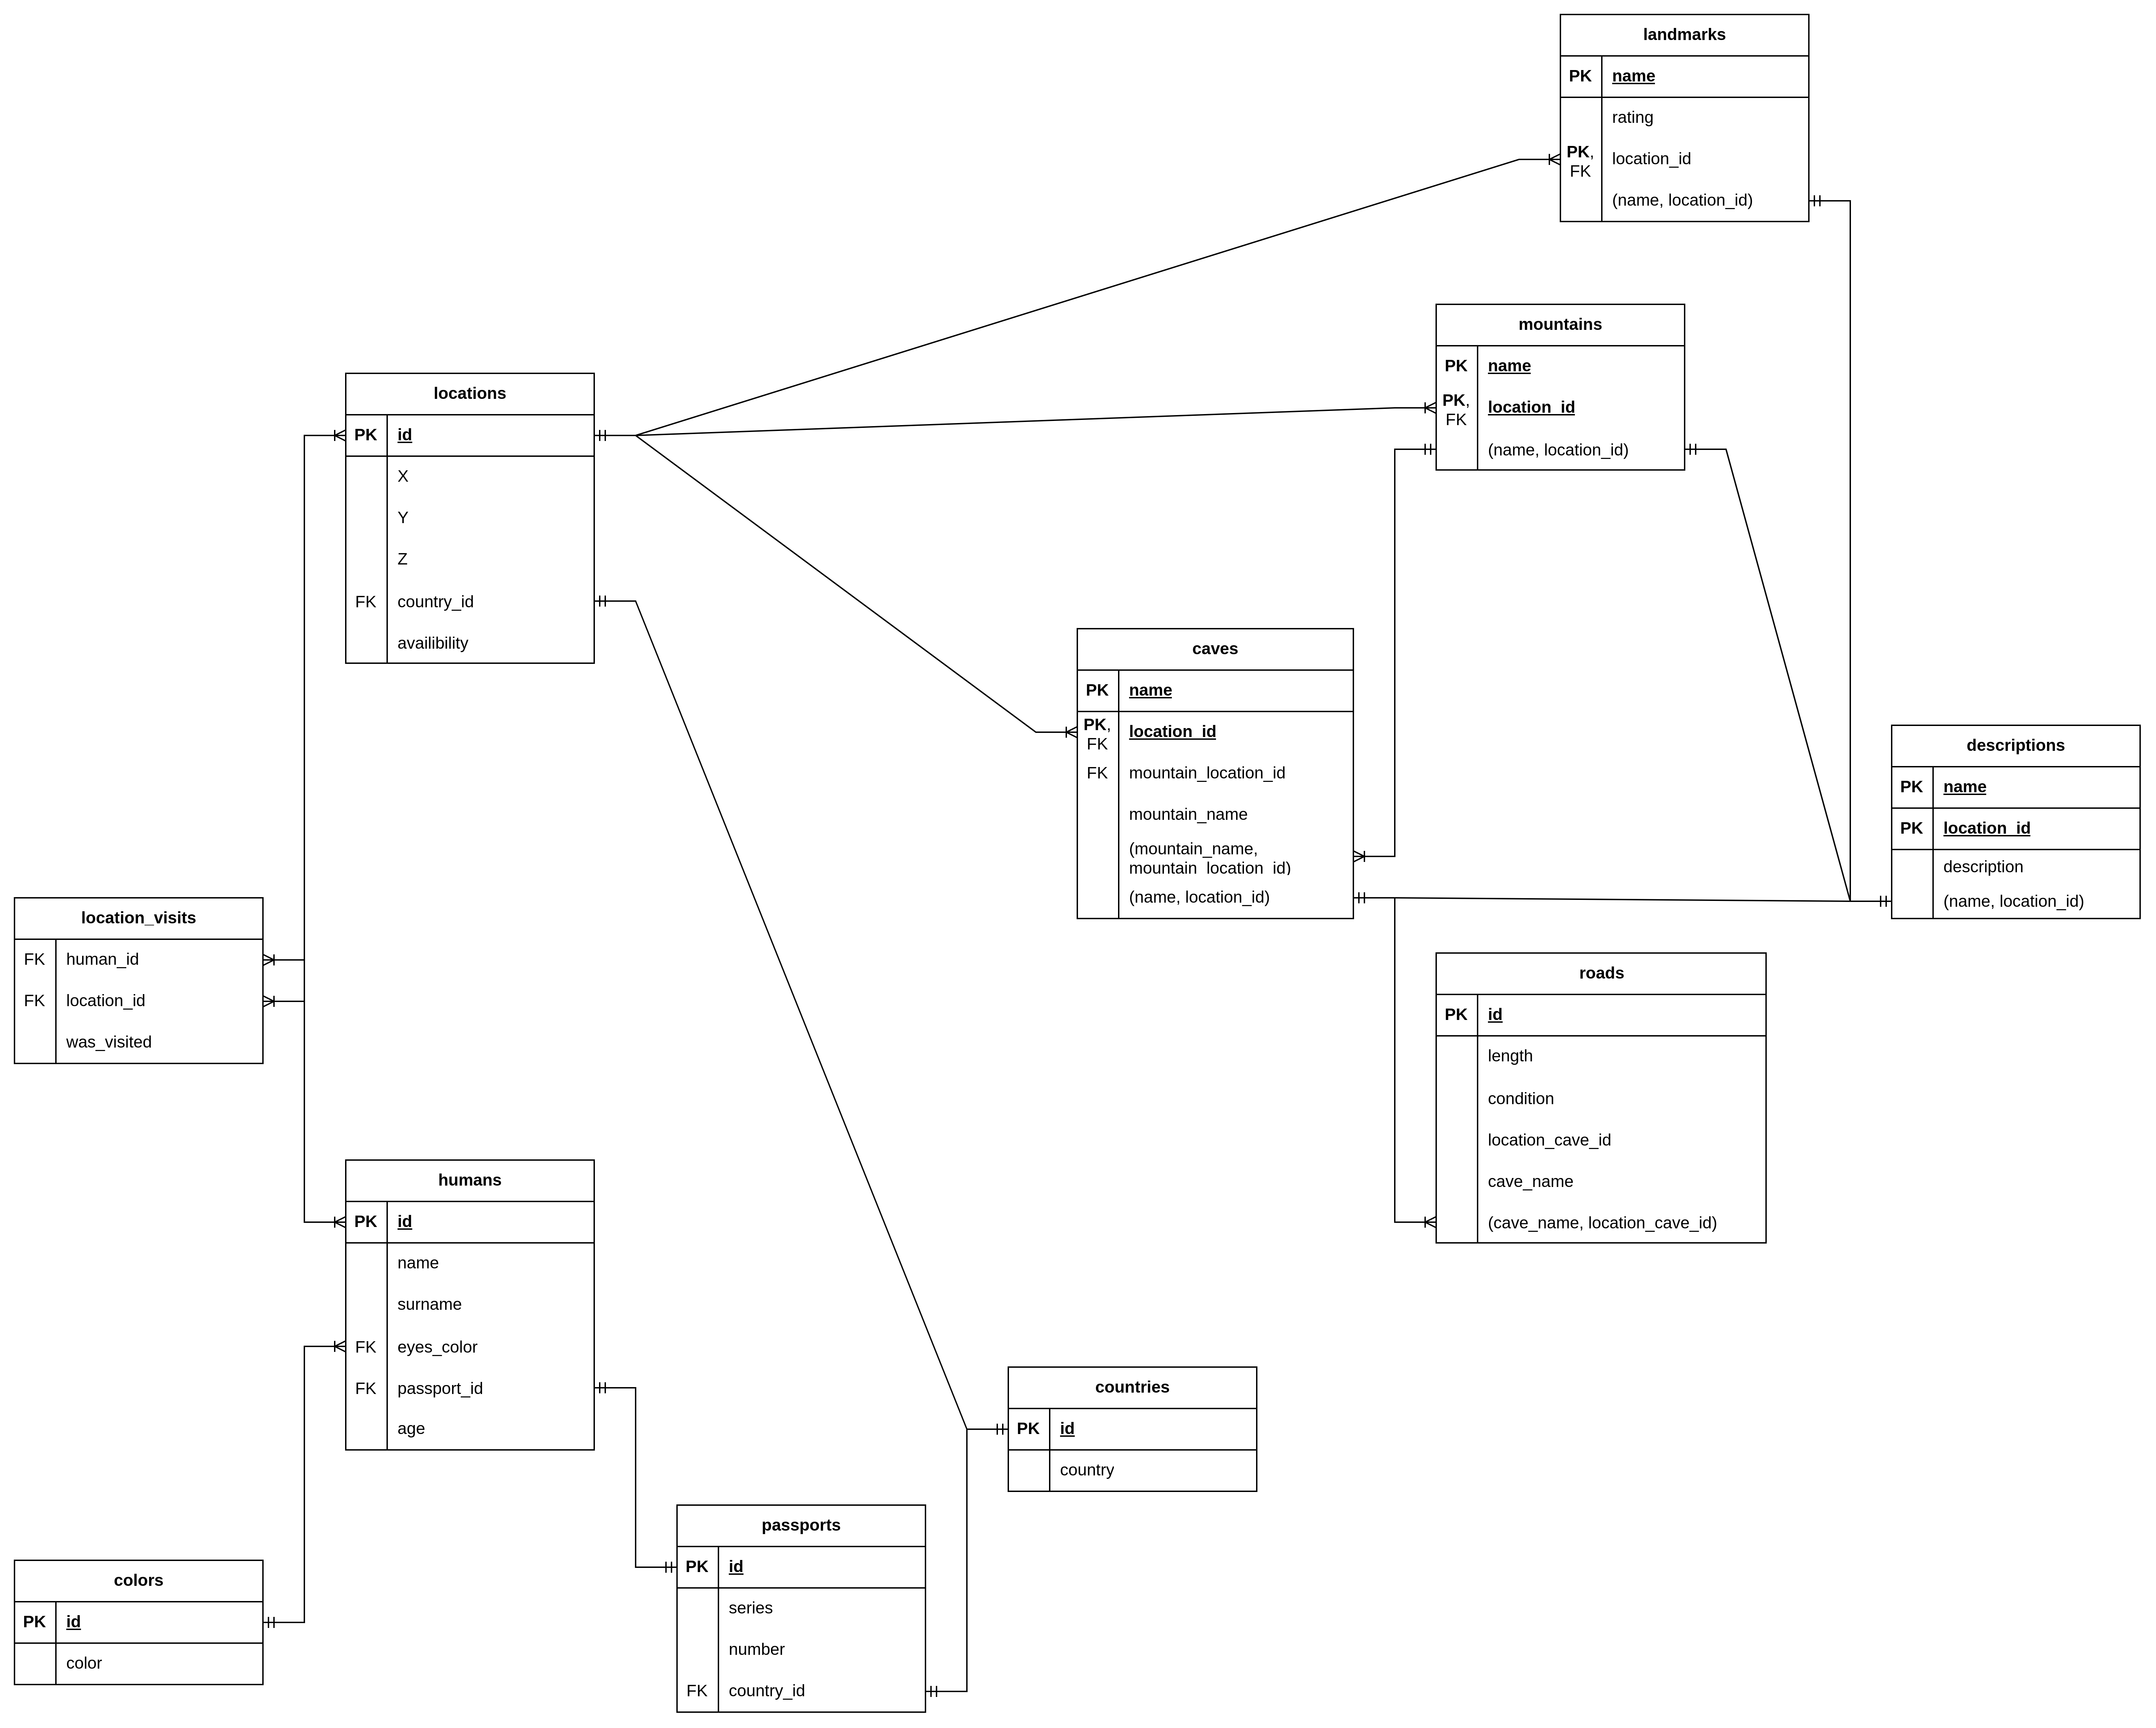 landmarks
PK name
rating
PK, location_id
FK
(name, location_id)
mountains
PK name
PK, location_id
FK
(name, location_id)
locations
PK id
X
Y
Z
FK country_id
availibility
caves
PK name
PK, location_id
FK
FK mountain_location_id
mountain_name
(mountain_name,
mountain_location_id)
(name, location_id)
descriptions
PK name
PK location_id
description
(name, location_id)
location_visits
FK human_id
FK location_id
was_visited
roads
PK id
length
condition
location_cave_id
cave_name
(cave_name, location_cave_id)
humans
PK id
name
surname
FK eyes_color
FK passport_id
age
countries
PK id
country
passports
PK id
series
number
FK country_id
colors
PK id
color